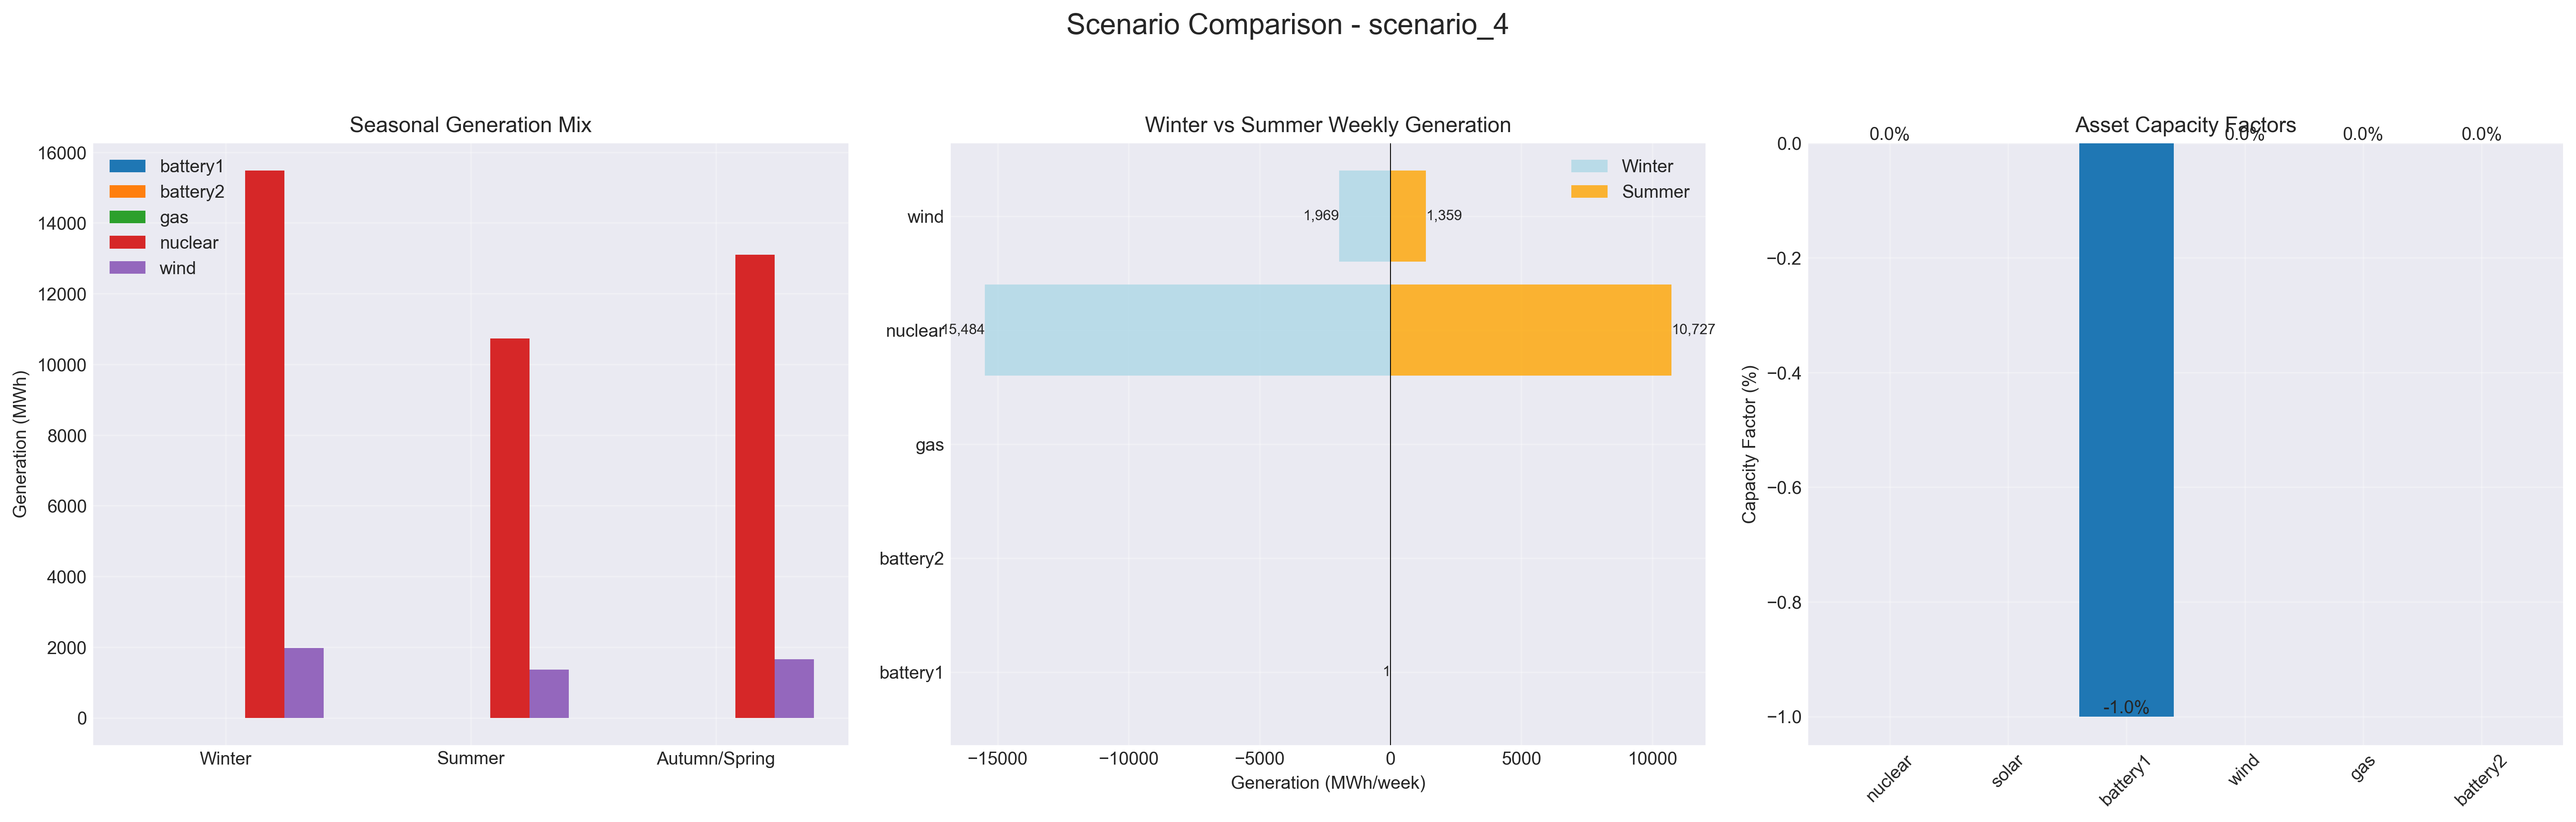 Scenario Comparison - scenario_4
Seasonal Generation Mix
Generation (MWh)
16000
14000
12000
10000
8000
6000
4000
2000
0
battery1
battery2
gas
nuclear
wind
Winter
Summer
Autumn/Spring
Winter vs Summer Weekly Generation
Winter
Summer
wind
1,969
1,359
nuclear
15,484
10,727
gas
battery2
battery1
1
−15000
−10000
−5000
0
5000
10000
Generation (MWh/week)
Asset Capacity Factors
0.0%
0.0%
0.0%
0.0%
Capacity Factor (%)
0.0
−0.2
−0.4
−0.6
−0.8
−1.0
-1.0%
nuclear
solar
battery1
wind
gas
battery2